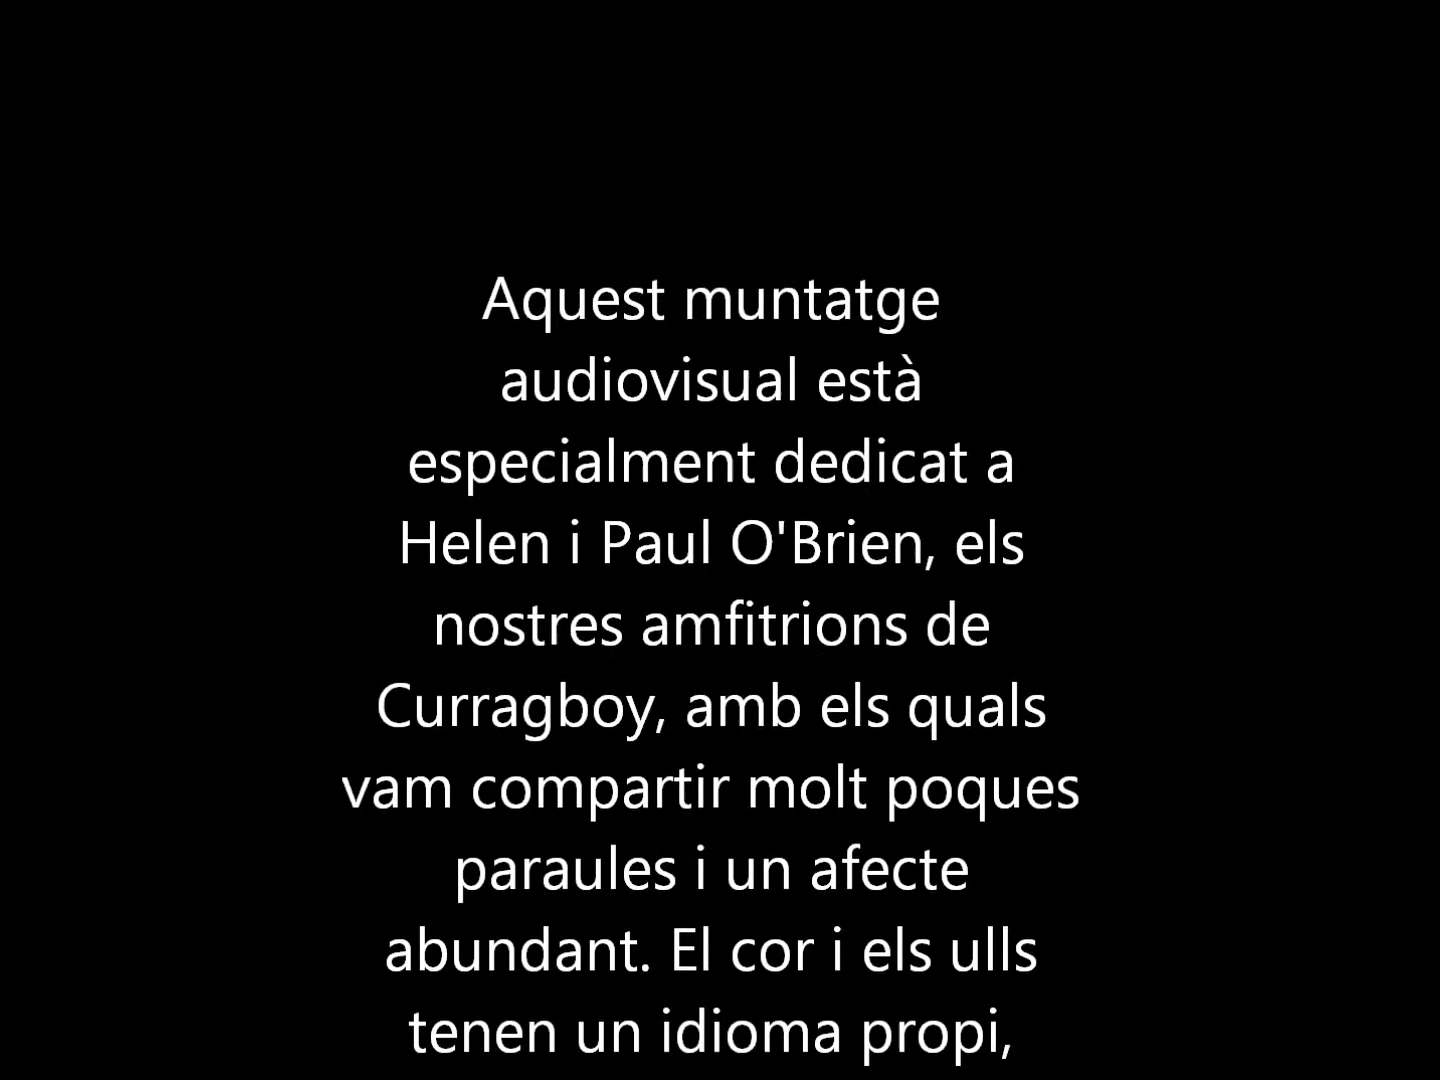 Aquest muntatge
audiovisual està
especialment dedicat a
Helen i Paul O'Brien, els
nostres amfitrions de
Curragboy, amb els quals
vam compartir molt poques
paraules i un afecte
abundant. El cor i els ulls
tenen un idioma propi,